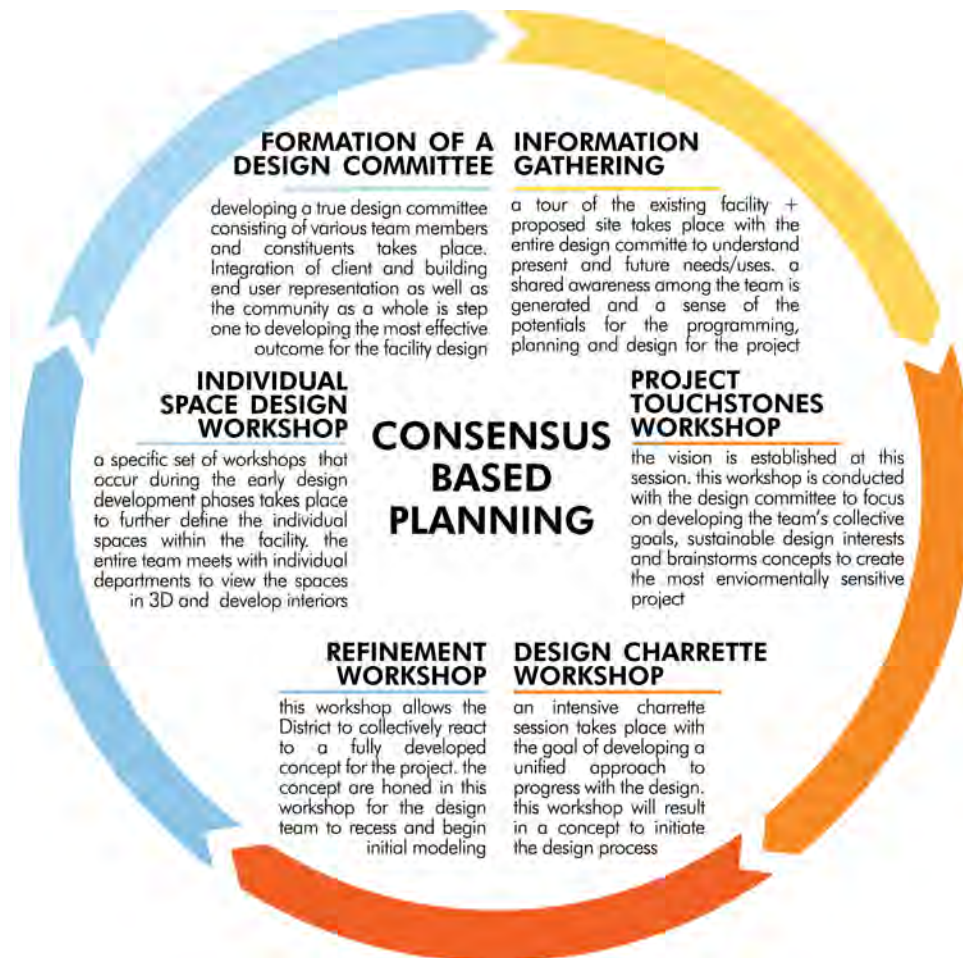 FORMATION OF A
DESIGN COMMITTEE
developing a true design committee
consisting of various team members
and constituents takes place.
Integration of client and building
end user representation as well as
the community as a whole is step
one to developing the most effective
outcome for the facility design
INFORMATION
GATHERING
a tour of the existing facility +
proposed site takes place with the
entire design committe to understand
present and future needs/uses. a
shared awareness among the team is
generated and a sense of the
potentials for the programming,
planning and design for the project
INDIVIDUAL
SPACE DESIGN
WORKSHOP
a specific set of workshops that
occur during the early design
development phases takes place
to further define the individual
spaces within the facility. the
entire team meets with individual
departments to view the spaces
in 3D and develop interiors
CONSENSUS
BASED
PLANNING
PROJECT
TOUCHSTONES
WORKSHOP
the vision is established at this
session. this workshop is conducted
with the design committee to focus
on developing the team's collective
goals, sustainable design interests
and brainstorms concepts to create
the most enviormentally sensitive
project
REFINEMENT
WORKSHOP
this workshop allows the
District to collectively react
to a fully developed
concept for the project. the
concept are honed in this
workshop for the design
team to recess and begin
initial modeling
DESIGN CHARRETTE
WORKSHOP
an intensive charrette
session takes place with
the goal of developing a
unified approach to
progress with the design.
this workshop will result
in a concept to initiate
the design process